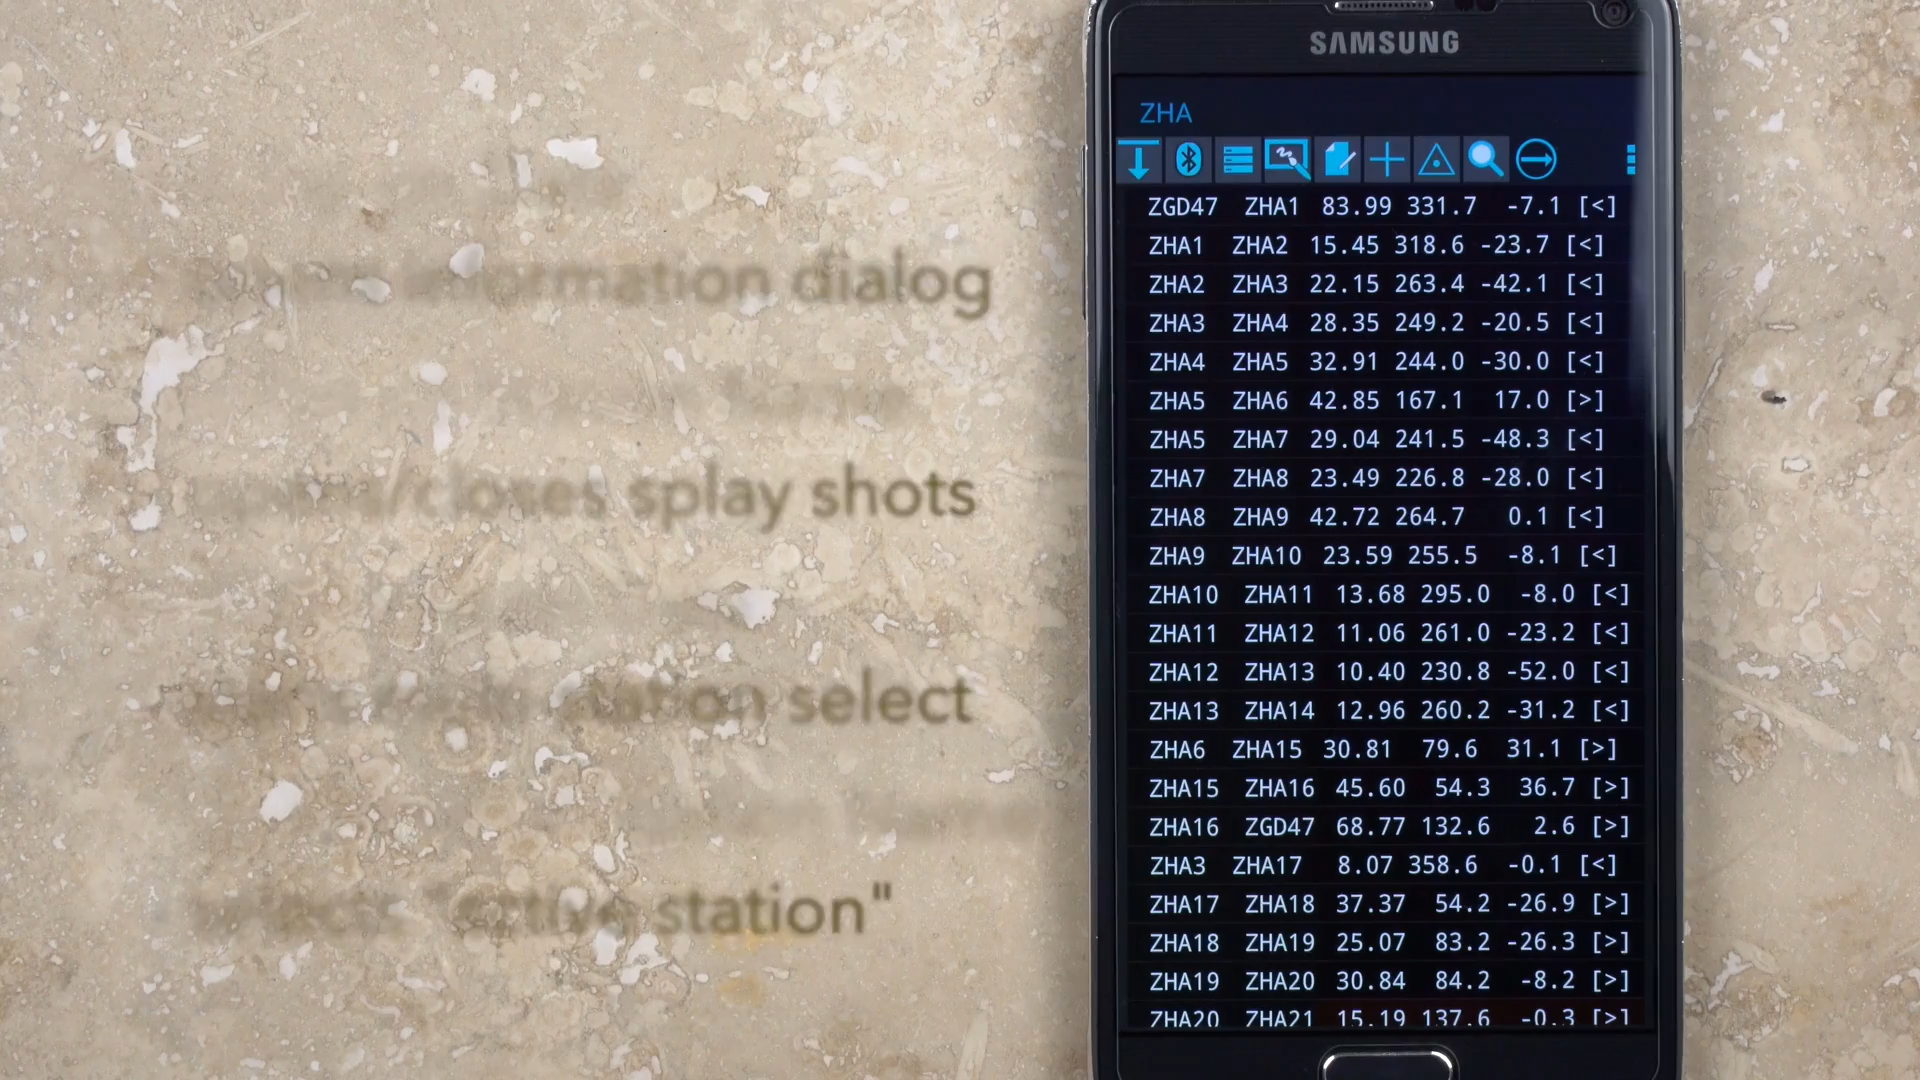 information dialog
opens/closes splay shots
station select
"active station"
SAMSUNG
ZHA
ZGD47 ZHA1 83.99 331.7 -7.1 [<]
ZHA1 ZHA2 15.45 318.6 -23.7 [<]
ZHA2 ZHA3 22.15 263.4 -42.1 [<]
ZHA3 ZHA4 28.35 249.2 -20.5 [<]
ZHA4 ZHA5 32.91 244.0 -30.0 [<]
ZHA5 ZHA6 42.85 167.1 17.0 [>]
ZHA5 ZHA7 29.04 241.5 -48.3 [<]
ZHA7 ZHA8 23.49 226.8 -28.0 [<]
ZHA8 ZHA9 42.72 264.7 0.1 [<]
ZHA9 ZHA10 23.59 255.5 -8.1 [<]
ZHA10 ZHA11 13.68 295.0 -8.0 [<]
ZHA11 ZHA12 11.06 261.0 -23.2 [<]
ZHA12 ZHA13 10.40 230.8 -52.0 [<]
ZHA13 ZHA14 12.96 260.2 -31.2 [<]
ZHA6 ZHA15 30.81 79.6 31.1 [>]
ZHA15 ZHA16 45.60 54.3 36.7 [>]
ZHA16 ZGD47 68.77 132.6 2.6 [>]
ZHA3 ZHA17 8.07 358.6 -0.1 [<]
ZHA17 ZHA18 37.37 54.2 -26.9 [>]
ZHA18 ZHA19 25.07 83.2 -26.3 [>]
ZHA19 ZHA20 30.84 84.2 -8.2 [>]
ZHA20 ZHA21 15.19 137.6 -0.3 [>]